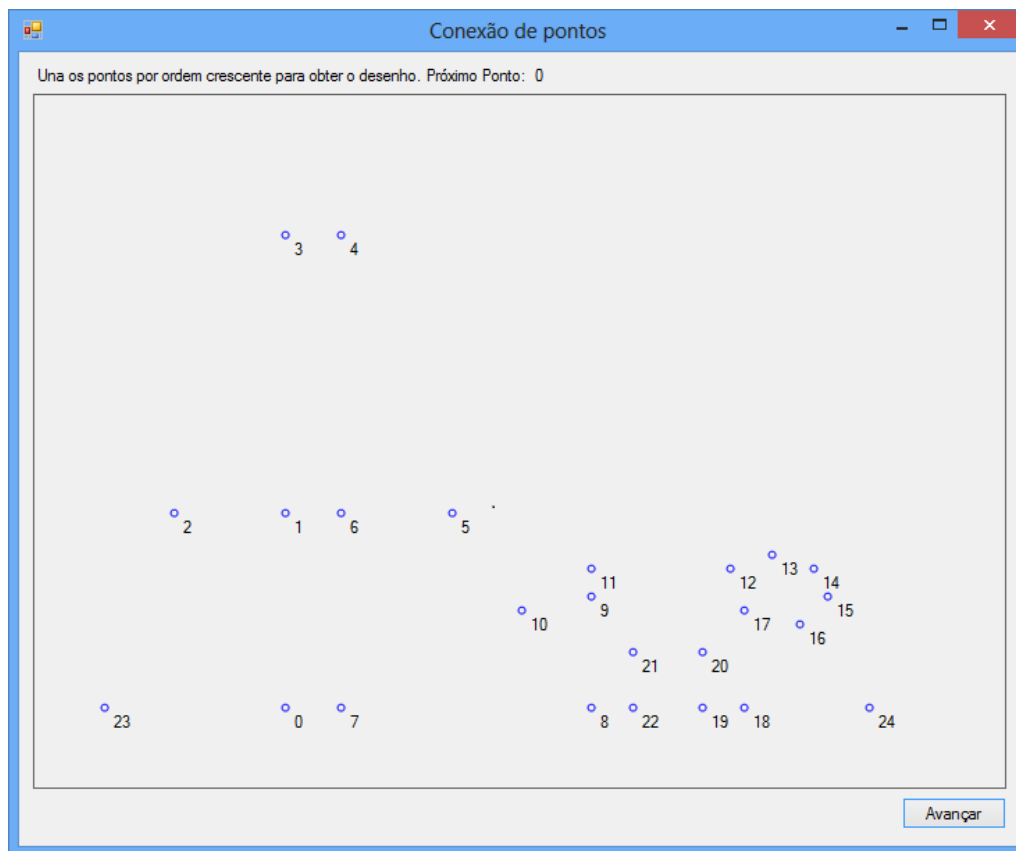 Conexão de pontos
Una os pontos por ordem crescente para obter o desenho. Próximo Ponto: 0
3 4
2 1 6 5
13
11 12 14
9 15
10 17 16
21 20
23 0 7 8 22 19 18 24
Avançar